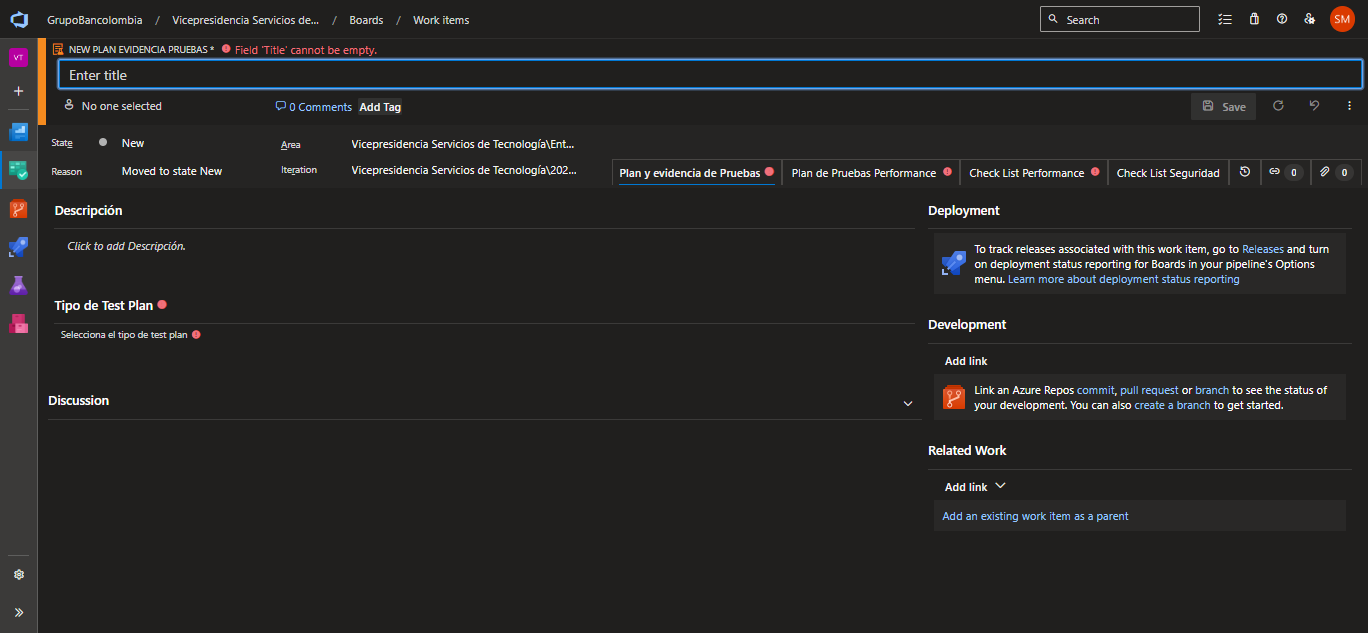 GrupoBancolombia / Vicepresidencia Servicios de... / Boards / Work items
Search
SM
VT
NEW PLAN EVIDENCIA PRUEBAS * Field 'Title' cannot be empty.
Enter title
No one selected
0 Comments
Add Tag
Save
State
New
Area
Vicepresidencia Servicios de Tecnología\Ent...
Reason
Moved to state New
Iteration
Vicepresidencia Servicios de Tecnología\202...
Plan y evidencia de Pruebas
Plan de Pruebas Performance
Check List Performance
Check List Seguridad
0
0
Descripción
Click to add Descripción.
Tipo de Test Plan
Selecciona el tipo de test plan
Discussion
Deployment
To track releases associated with this work item, go to Releases and turn
on deployment status reporting for Boards in your pipeline's Options
menu. Learn more about deployment status reporting
Development
Add link
Link an Azure Repos commit, pull request or branch to see the status of
your development. You can also create a branch to get started.
Related Work
Add link
Add an existing work item as a parent